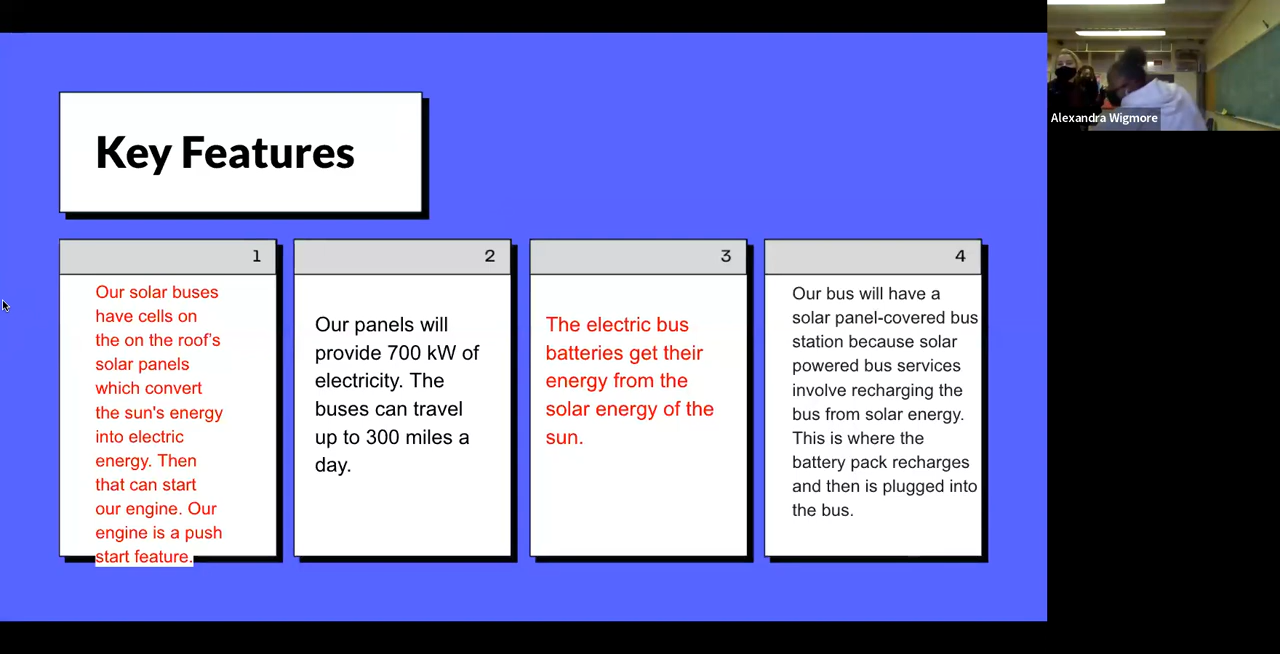 Key Features
1
Our solar buses
have cells on
the on the roof's
solar panels
which convert
the sun's energy
into electric
energy. Then
that can start
our engine. Our
engine is a push
start feature.
2
Our panels will
provide 700 kW of
electricity. The
buses can travel
up to 300 miles a
day.
3
The electric bus
batteries get their
energy from the
solar energy of the
sun.
4
Our bus will have a
solar panel-covered bus
station because solar
powered bus services
involve recharging the
bus from solar energy.
This is where the
battery pack recharges
and then is plugged into
the bus.
Alexandra Wigmore